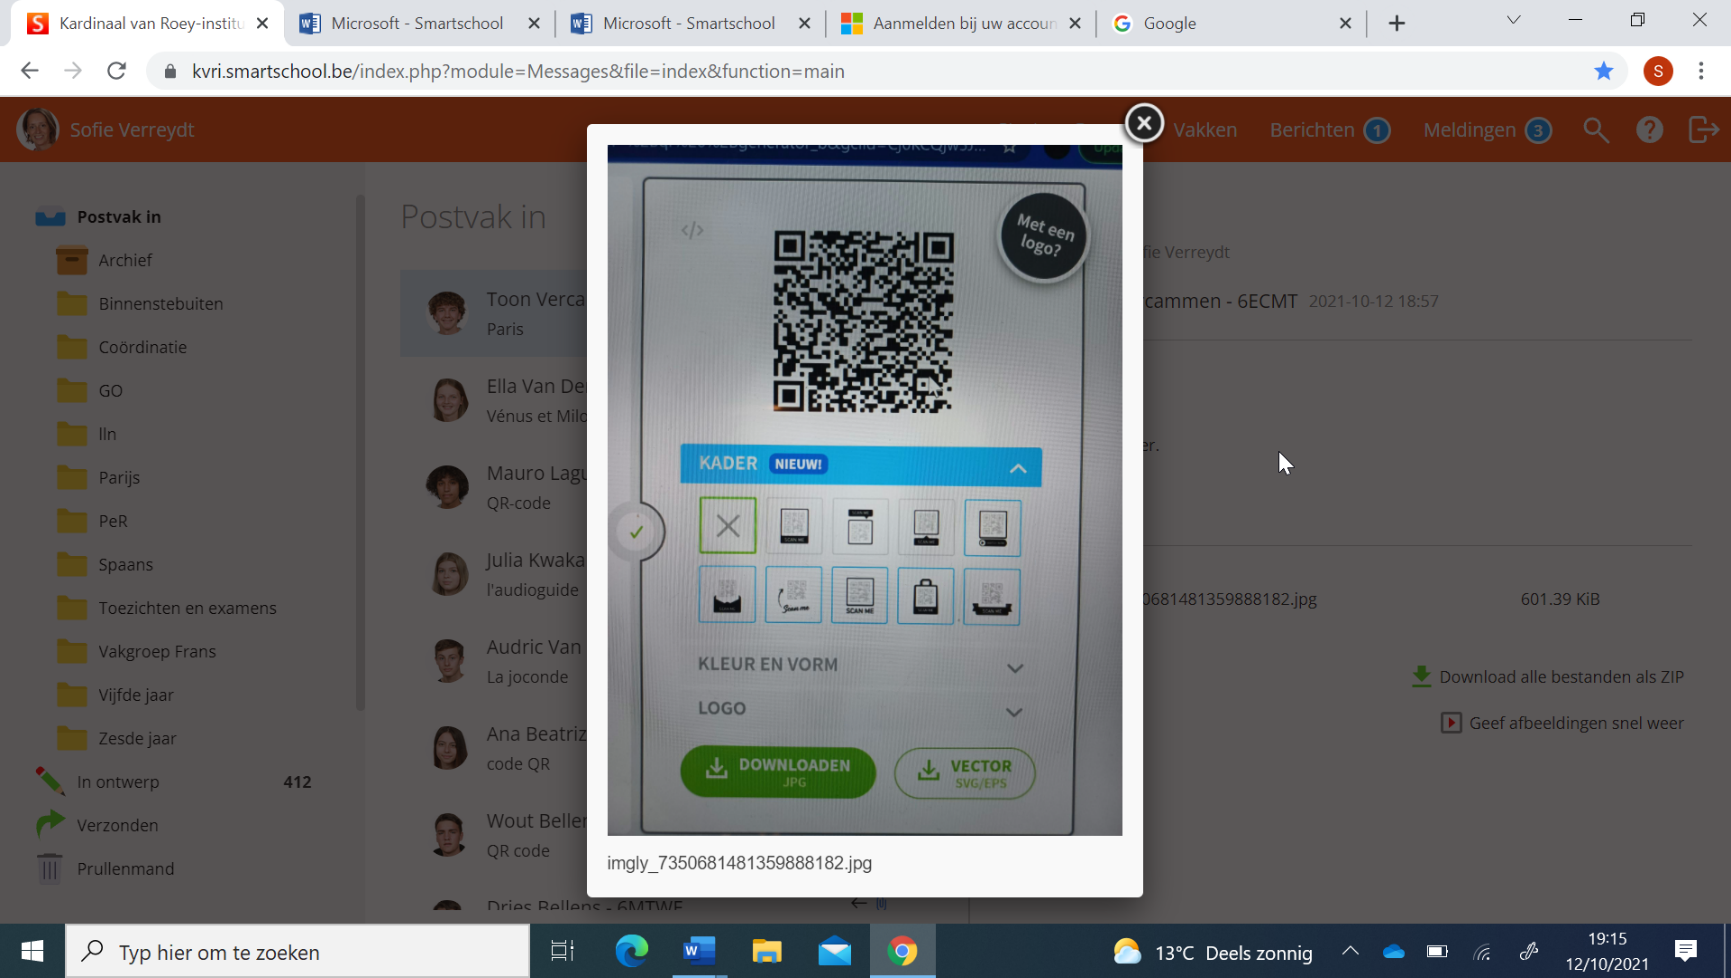 Kardinaal van Roey-institu
Microsoft - Smartschool
Microsoft - Smartschool
Aanmelden bij uw accoun
Google
kvri.smartschool.be/index.php?module=Messages&file=index&function=main
S
Sofie Verreydt
Vakken
Berichten 1
Meldingen 3
Postvak in
Archief
Binnenstebuiten
Coördinatie
GO
lln
Parijs
PeR
Spaans
Toezichten en examens
Vakgroep Frans
Vijfde jaar
Zesde jaar
In ontwerp 412
Verzonden
Prullenmand
Postvak in
Toon Verca
Paris
Ella Van De
Vénus et Milo
Mauro Lagu
QR-code
Julia Kwaka
l'audioguide
Audric Van
La joconde
Ana Beatriz
code QR
Wout Beller
QR code
Dries Bellens - 6MTWE
</>
Met een
logo?
KADER NIEUW!
SCAN ME
Scan me
SCAN ME
KLEUR EN VORM
LOGO
DOWNLOADEN
JPG
VECTOR
SVG/EPS
imgly_7350681481359888182.jpg
fie Verreydt
cammen - 6ECMT 2021-10-12 18:57
er.
0681481359888182.jpg 601.39 KiB
Download alle bestanden als ZIP
Geef afbeeldingen snel weer
Typ hier om te zoeken
13°C Deels zonnig
19:15
12/10/2021